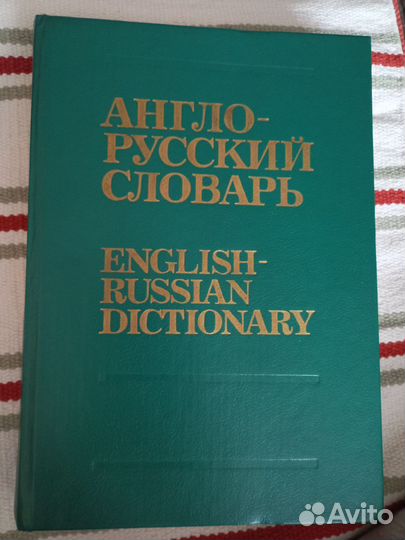 АНГЛО-
РУССКИЙ
СЛОВАРЬ
ENGLISH-
RUSSIAN
DICTIONARY
Avito